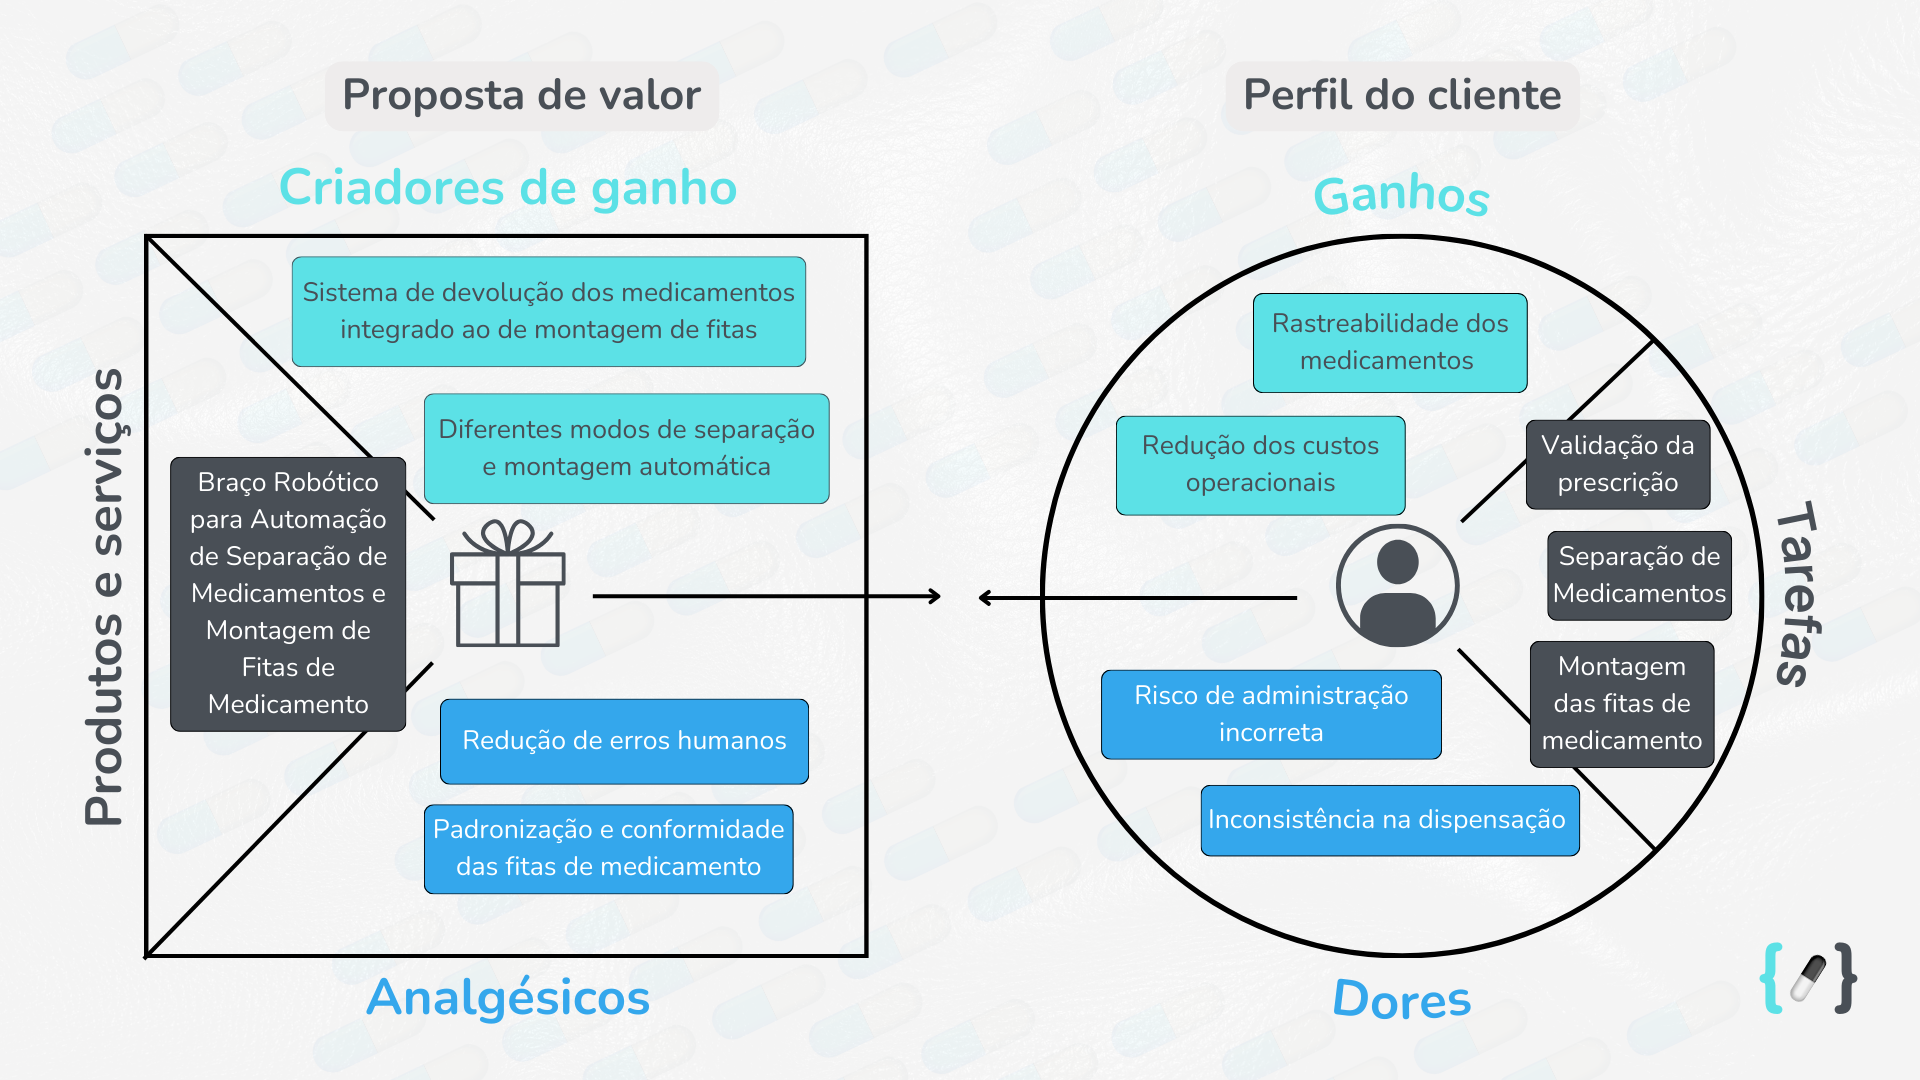 Proposta de valor
Criadores de ganho
Sistema de devolução dos medicamentos
integrado ao de montagem de fitas
Diferentes modos de separação
e montagem automática
Produtos e serviços
Braço Robótico
para Automação
de Separação de
Medicamentos e
Montagem de
Fitas de
Medicamento
Redução de erros humanos
Padronização e conformidade
das fitas de medicamento
Analgésicos
Perfil do cliente
Ganhos
Rastreabilidade dos
medicamentos
Redução dos custos
operacionais
Validação da
prescrição
Separação de
Medicamentos
Montagem
das fitas de
medicamento
Tarefas
Risco de administração
incorreta
Inconsistência na dispensação
Dores
{ }